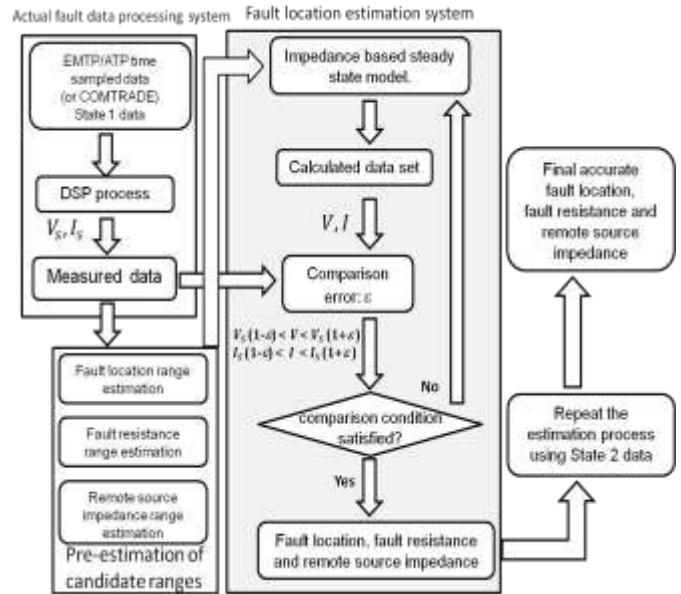 Actual fault data processing system
EMTP/ATP time
sampled data
(or COMTRADE)
State 1 data
DSP process
V_S, I_S
Measured data
Fault location range
estimation
Fault resistance
range estimation
Remote source
impedance range
estimation
Pre-estimation of
candidate ranges
Fault location estimation system
Impedance based steady
state model.
Calculated data set
V, I
Comparison
error: ε
V_S(1-ε) < V < V_S(1+ε)
I_S(1-ε) < I < I_S(1+ε)
No
comparison condition
satisfied?
Yes
Fault location, fault resistance
and remote source impedance
Repeat the
estimation process
using State 2 data
Final accurate
fault location,
fault resistance and
remote source
impedance